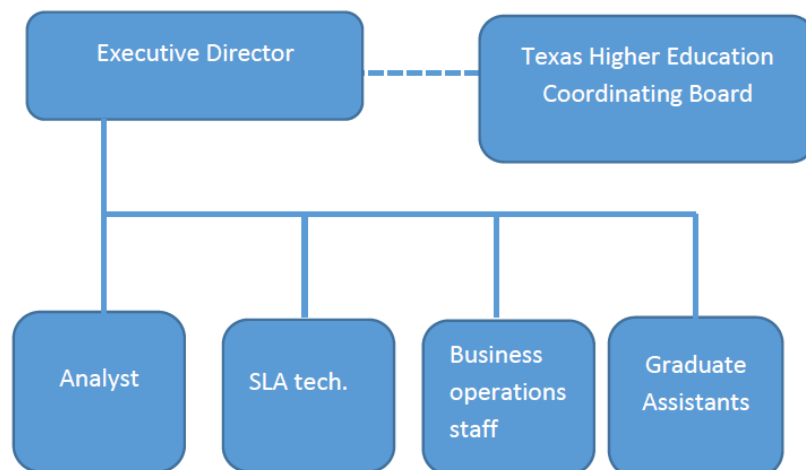 Executive Director
Texas Higher Education
Coordinating Board
Analyst
SLA tech.
Business
operations
staff
Graduate
Assistants